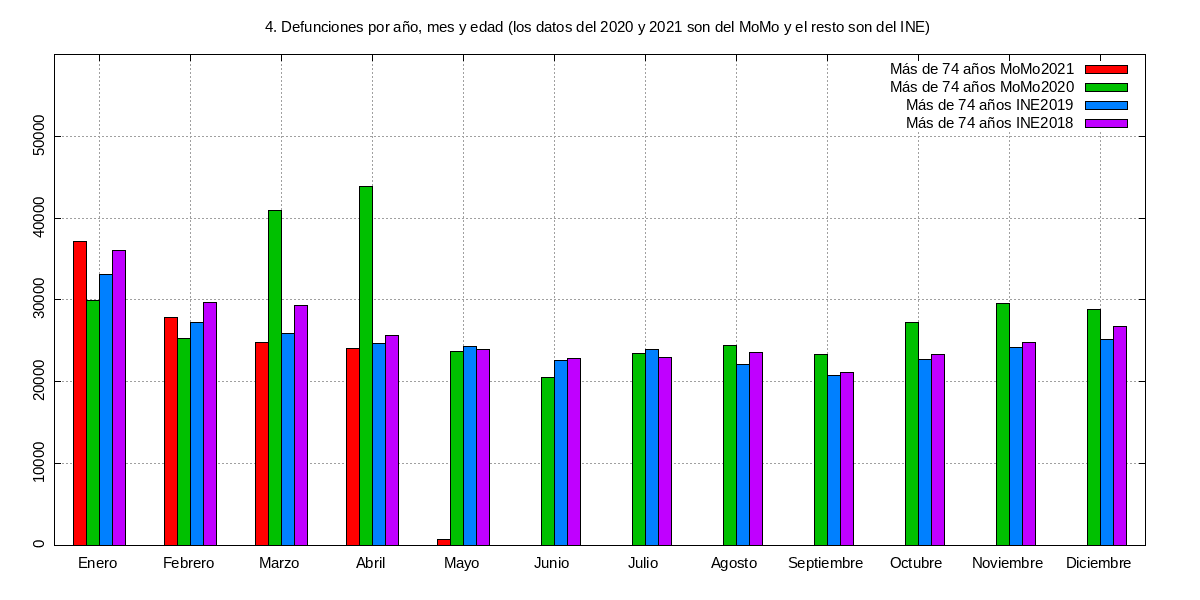 4. Defunciones por año, mes y edad (los datos del 2020 y 2021 son del MoMo y el resto son del INE)
Más de 74 años MoMo2021
Más de 74 años MoMo2020
Más de 74 años INE2019
Más de 74 años INE2018
50000
40000
30000
20000
10000
0
Enero Febrero Marzo Abril Mayo Junio Julio Agosto Septiembre Octubre Noviembre Diciembre